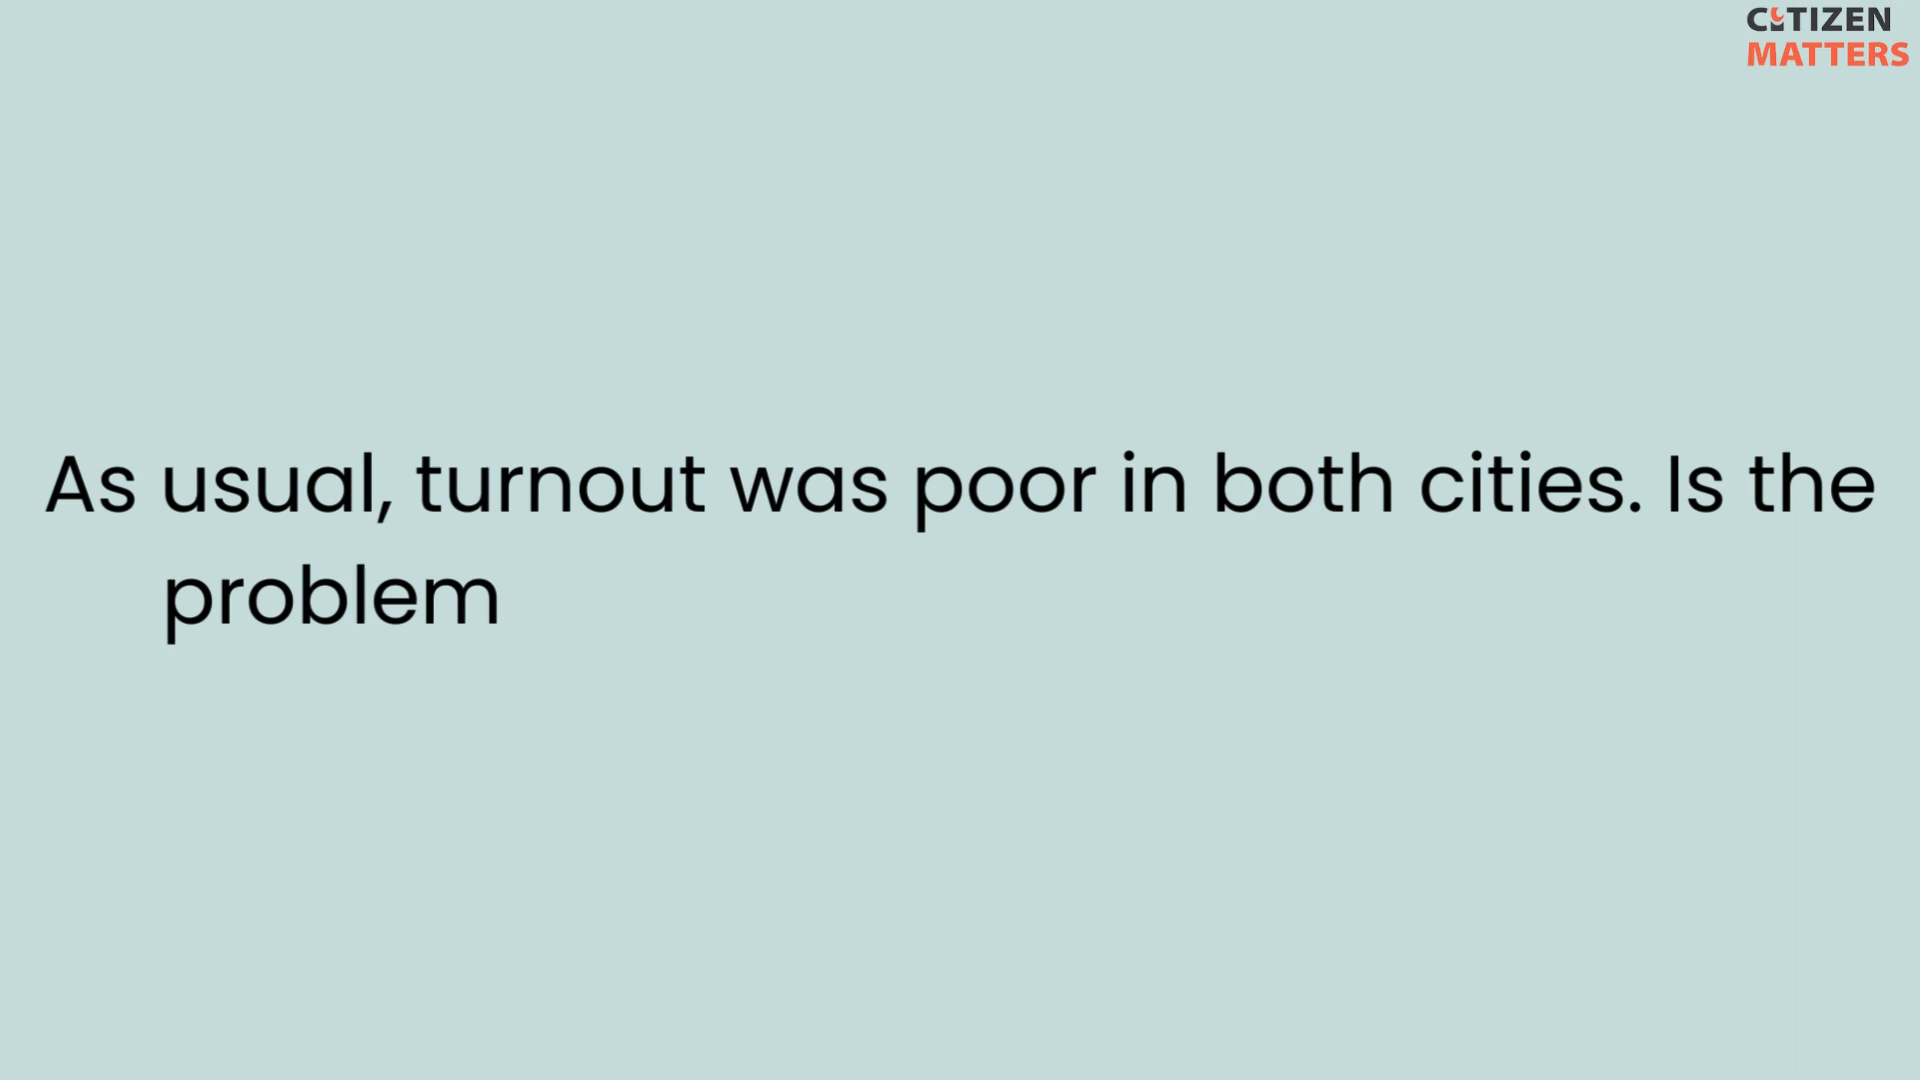 CITIZEN
MATTERS
As usual, turnout was poor in both cities. Is the
problem